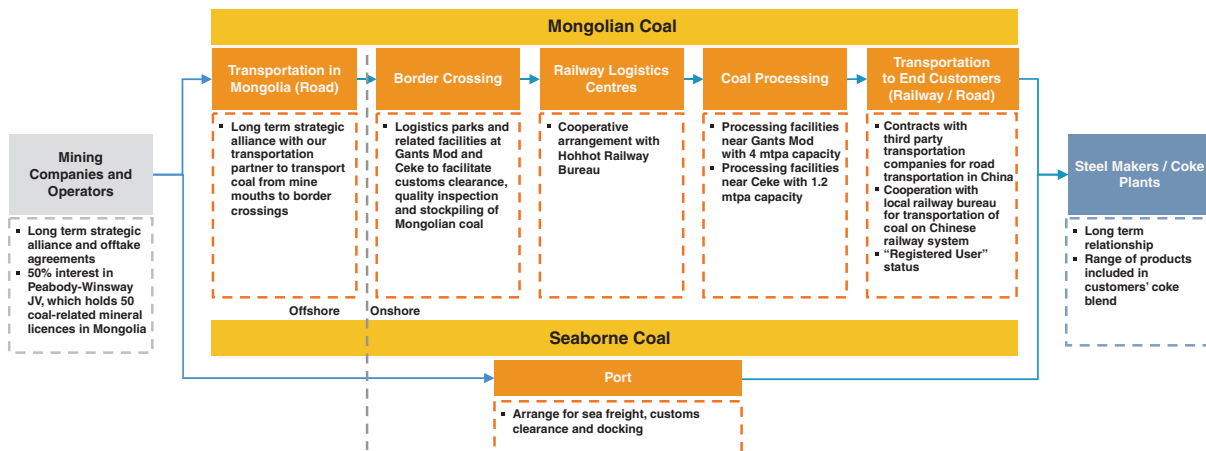 Mongolian Coal
Mining
Companies and
Operators
▪ Long term strategic
alliance and offtake
agreements
▪ 50% interest in
Peabody-Winsway
JV, which holds 50
coal-related mineral
licences in Mongolia
Transportation in
Mongolia (Road)
▪ Long term strategic
alliance with our
transportation
partner to transport
coal from mine
mouths to border
crossings
Border Crossing
▪ Logistics parks and
related facilities at
Gants Mod and
Ceke to facilitate
customs clearance,
quality inspection
and stockpiling of
Mongolian coal
Railway Logistics
Centres
▪ Cooperative
arrangement with
Hohhot Railway
Bureau
Coal Processing
▪ Processing facilities
near Gants Mod
with 4 mtpa capacity
▪ Processing facilities
near Ceke with 1.2
mtpa capacity
Transportation
to End Customers
(Railway / Road)
▪ Contracts with
third party
transportation
companies for road
transportation in China
▪ Cooperation with
local railway bureau
for transportation of
coal on Chinese
railway system
▪ “Registered User”
status
Steel Makers / Coke
Plants
▪ Long term
relationship
▪ Range of products
included in
customers’ coke
blend
Offshore
Onshore
Seaborne Coal
Port
▪ Arrange for sea freight, customs
clearance and docking